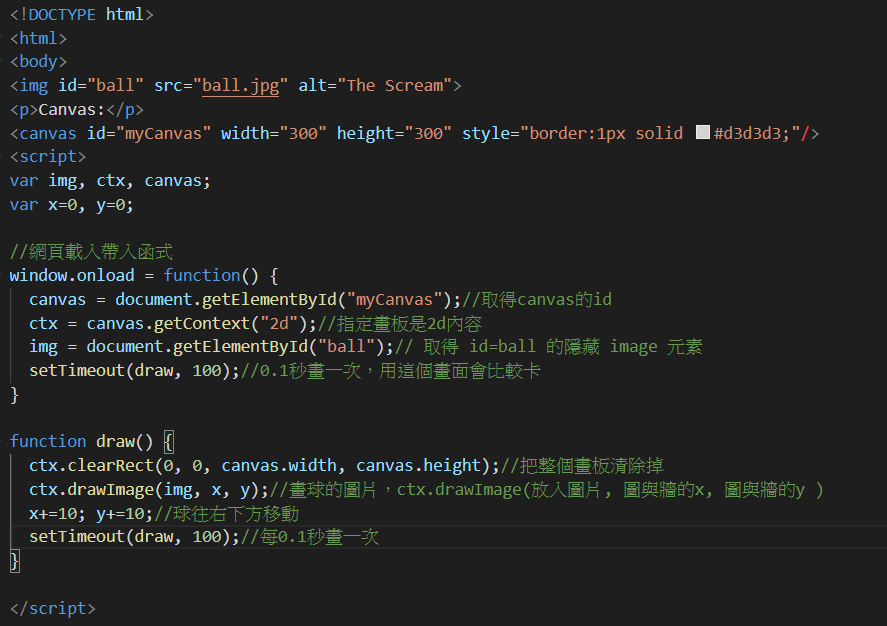 <!DOCTYPE html>
<html>
<body>
<img id="ball" src="ball.jpg" alt="The Scream">
<p>Canvas:</p>
<canvas id="myCanvas" width="300" height="300" style="border:1px solid #d3d3d3;"/>
<script>
var img, ctx, canvas;
var x=0, y=0;
//網頁載入帶入函式
window.onload = function() {
canvas = document.getElementById("myCanvas");//取得canvas的id
ctx = canvas.getContext("2d");//指定畫板是2d內容
img = document.getElementById("ball");// 取得 id=ball 的隱藏 image 元素
setTimeout(draw, 100);//0.1秒畫一次，用這個畫面會比較卡
}
function draw() {
ctx.clearRect(0, 0, canvas.width, canvas.height);//把整個畫板清除掉
ctx.drawImage(img, x, y);//畫球的圖片，ctx.drawImage(放入圖片, 圖與牆的x, 圖與牆的y )
x+=10; y+=10;//球往右下方移動
setTimeout(draw, 100);//每0.1秒畫一次
}
</script>